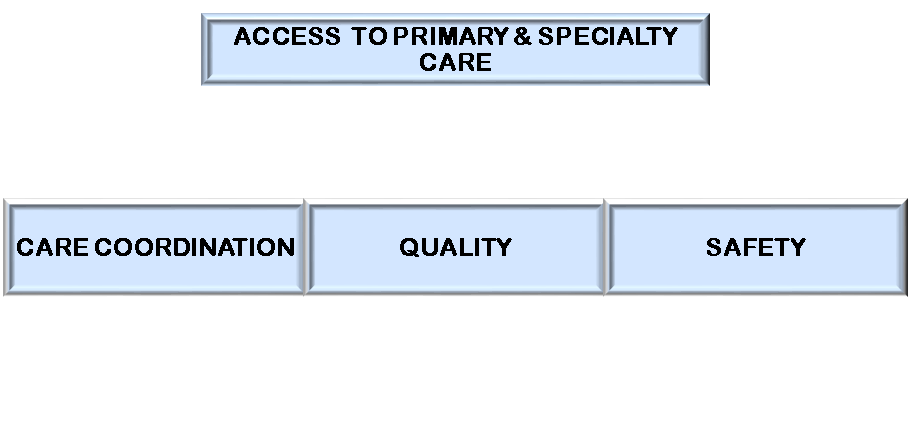 ACCESS TO PRIMARY & SPECIALTY
CARE
CARE COORDINATION
QUALITY
SAFETY